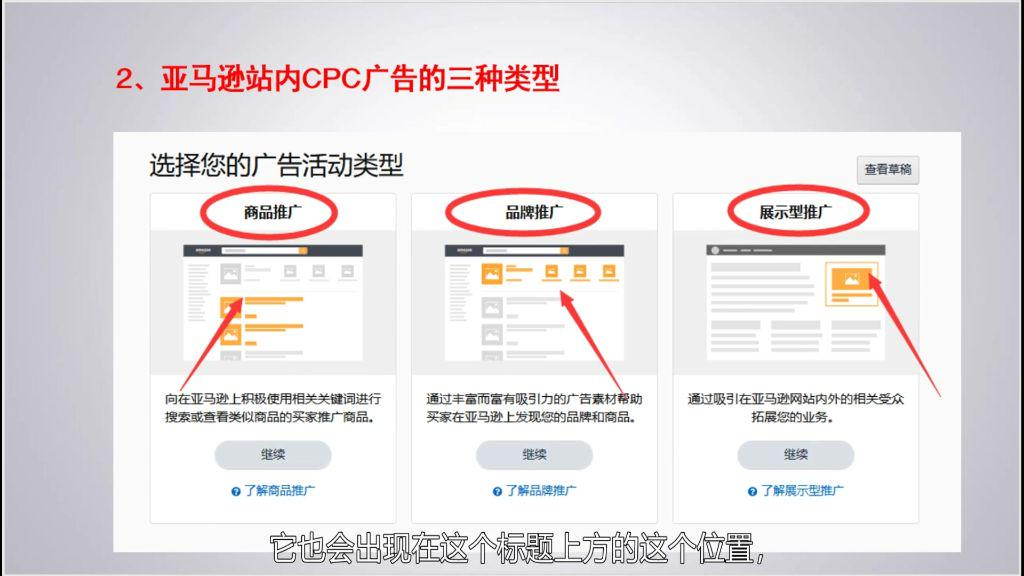 2、亚马逊站内CPC广告的三种类型
选择您的广告活动类型
查看草稿
商品推广
品牌推广
展示型推广
amazon
amazon
向在亚马逊上积极使用相关关键词进行
搜索或查看类似商品的买家推广商品。
通过丰富而富有吸引力的广告素材帮助
买家在亚马逊上发现您的品牌和商品。
通过吸引在亚马逊网站内外的相关受众
拓展您的业务。
继续
继续
继续
了解商品推广
了解品牌推广
了解展示型推广
它也会出现在这个标题上方的这个位置，